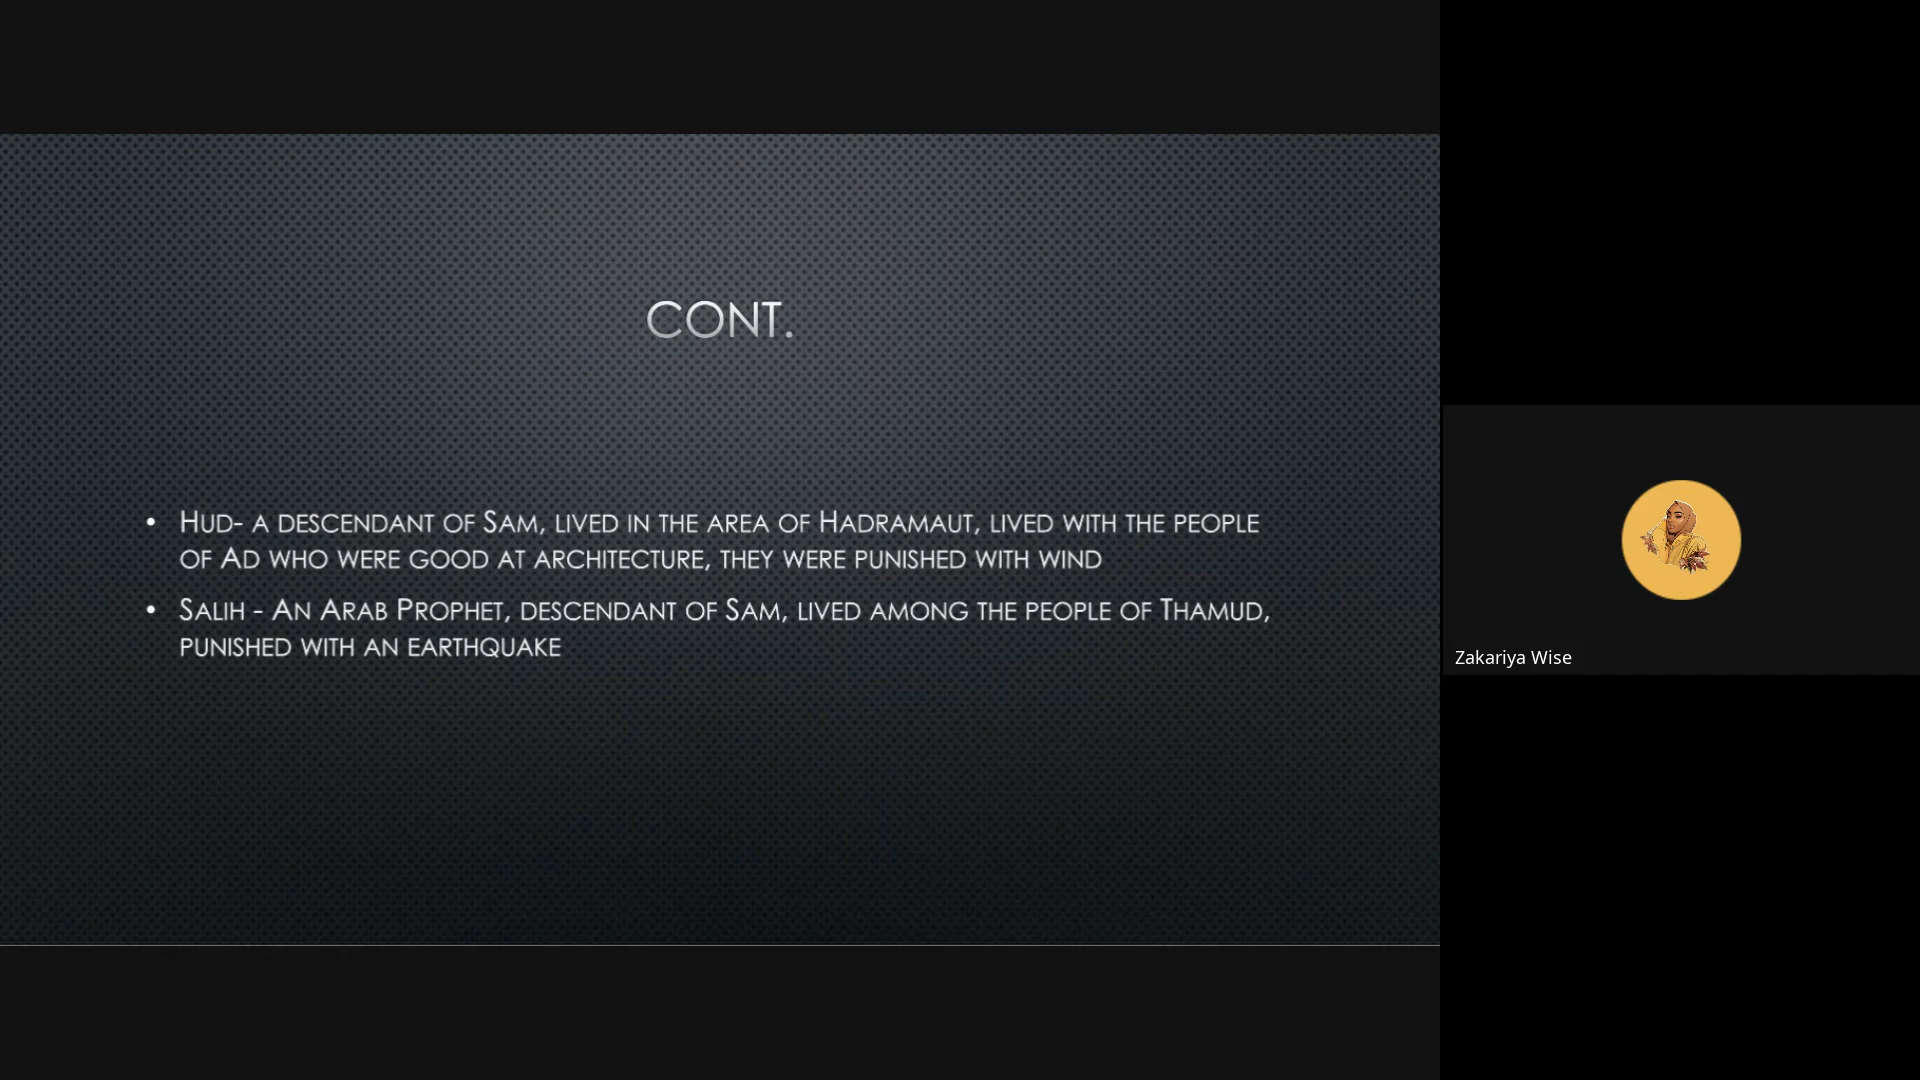 CONT.
• HUD- A DESCENDANT OF SAM, LIVED IN THE AREA OF HADRAMAUT, LIVED WITH THE PEOPLE
OF AD WHO WERE GOOD AT ARCHITECTURE, THEY WERE PUNISHED WITH WIND
• SALIH - AN ARAB PROPHET, DESCENDANT OF SAM, LIVED AMONG THE PEOPLE OF THAMUD,
PUNISHED WITH AN EARTHQUAKE
Zakariya Wise